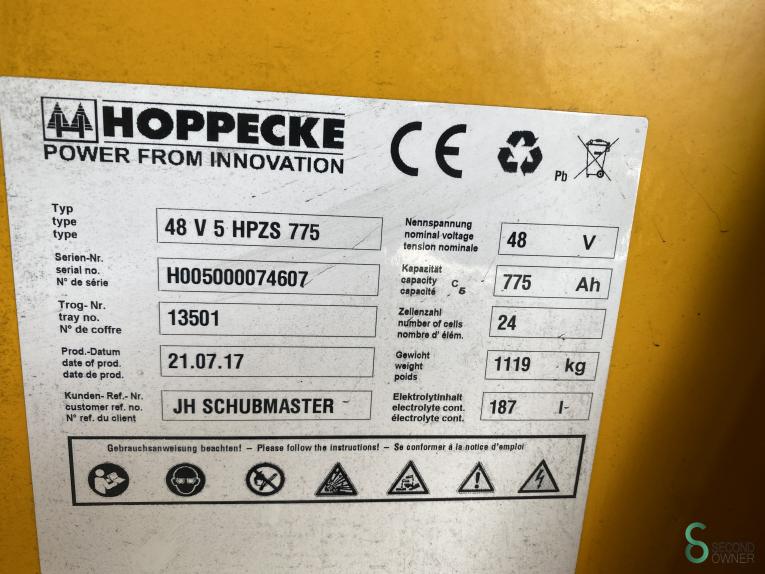 HOPPECKE
POWER FROM INNOVATION
CE
Pb
Typ
type
type
48 V 5 HPZS 775
Serien-Nr.
serial no.
N° de série
H005000074607
Trog- Nr.
tray no.
N° de coffre
13501
Prod.-Datum
date of prod.
date de prod.
21.07.17
Kunden- Ref.- Nr.
customer ref. no.
N° ref. du client
JH SCHUBMASTER
Nennspannung
nominal voltage
tension nominale
48 V
Kapazität
capacity C5
capacité
775 Ah
Zellenzahl
number of cells
nombre d' élém.
24
Gewicht
weight
poids
1119 kg
Elektrolytinhalt
electrolyte cont.
électrolyte cont.
187 l
Gebrauchsanweisung beachten! – Please follow the instructions! – Se conformer à la notice d'emploi
SECOND
OWNER